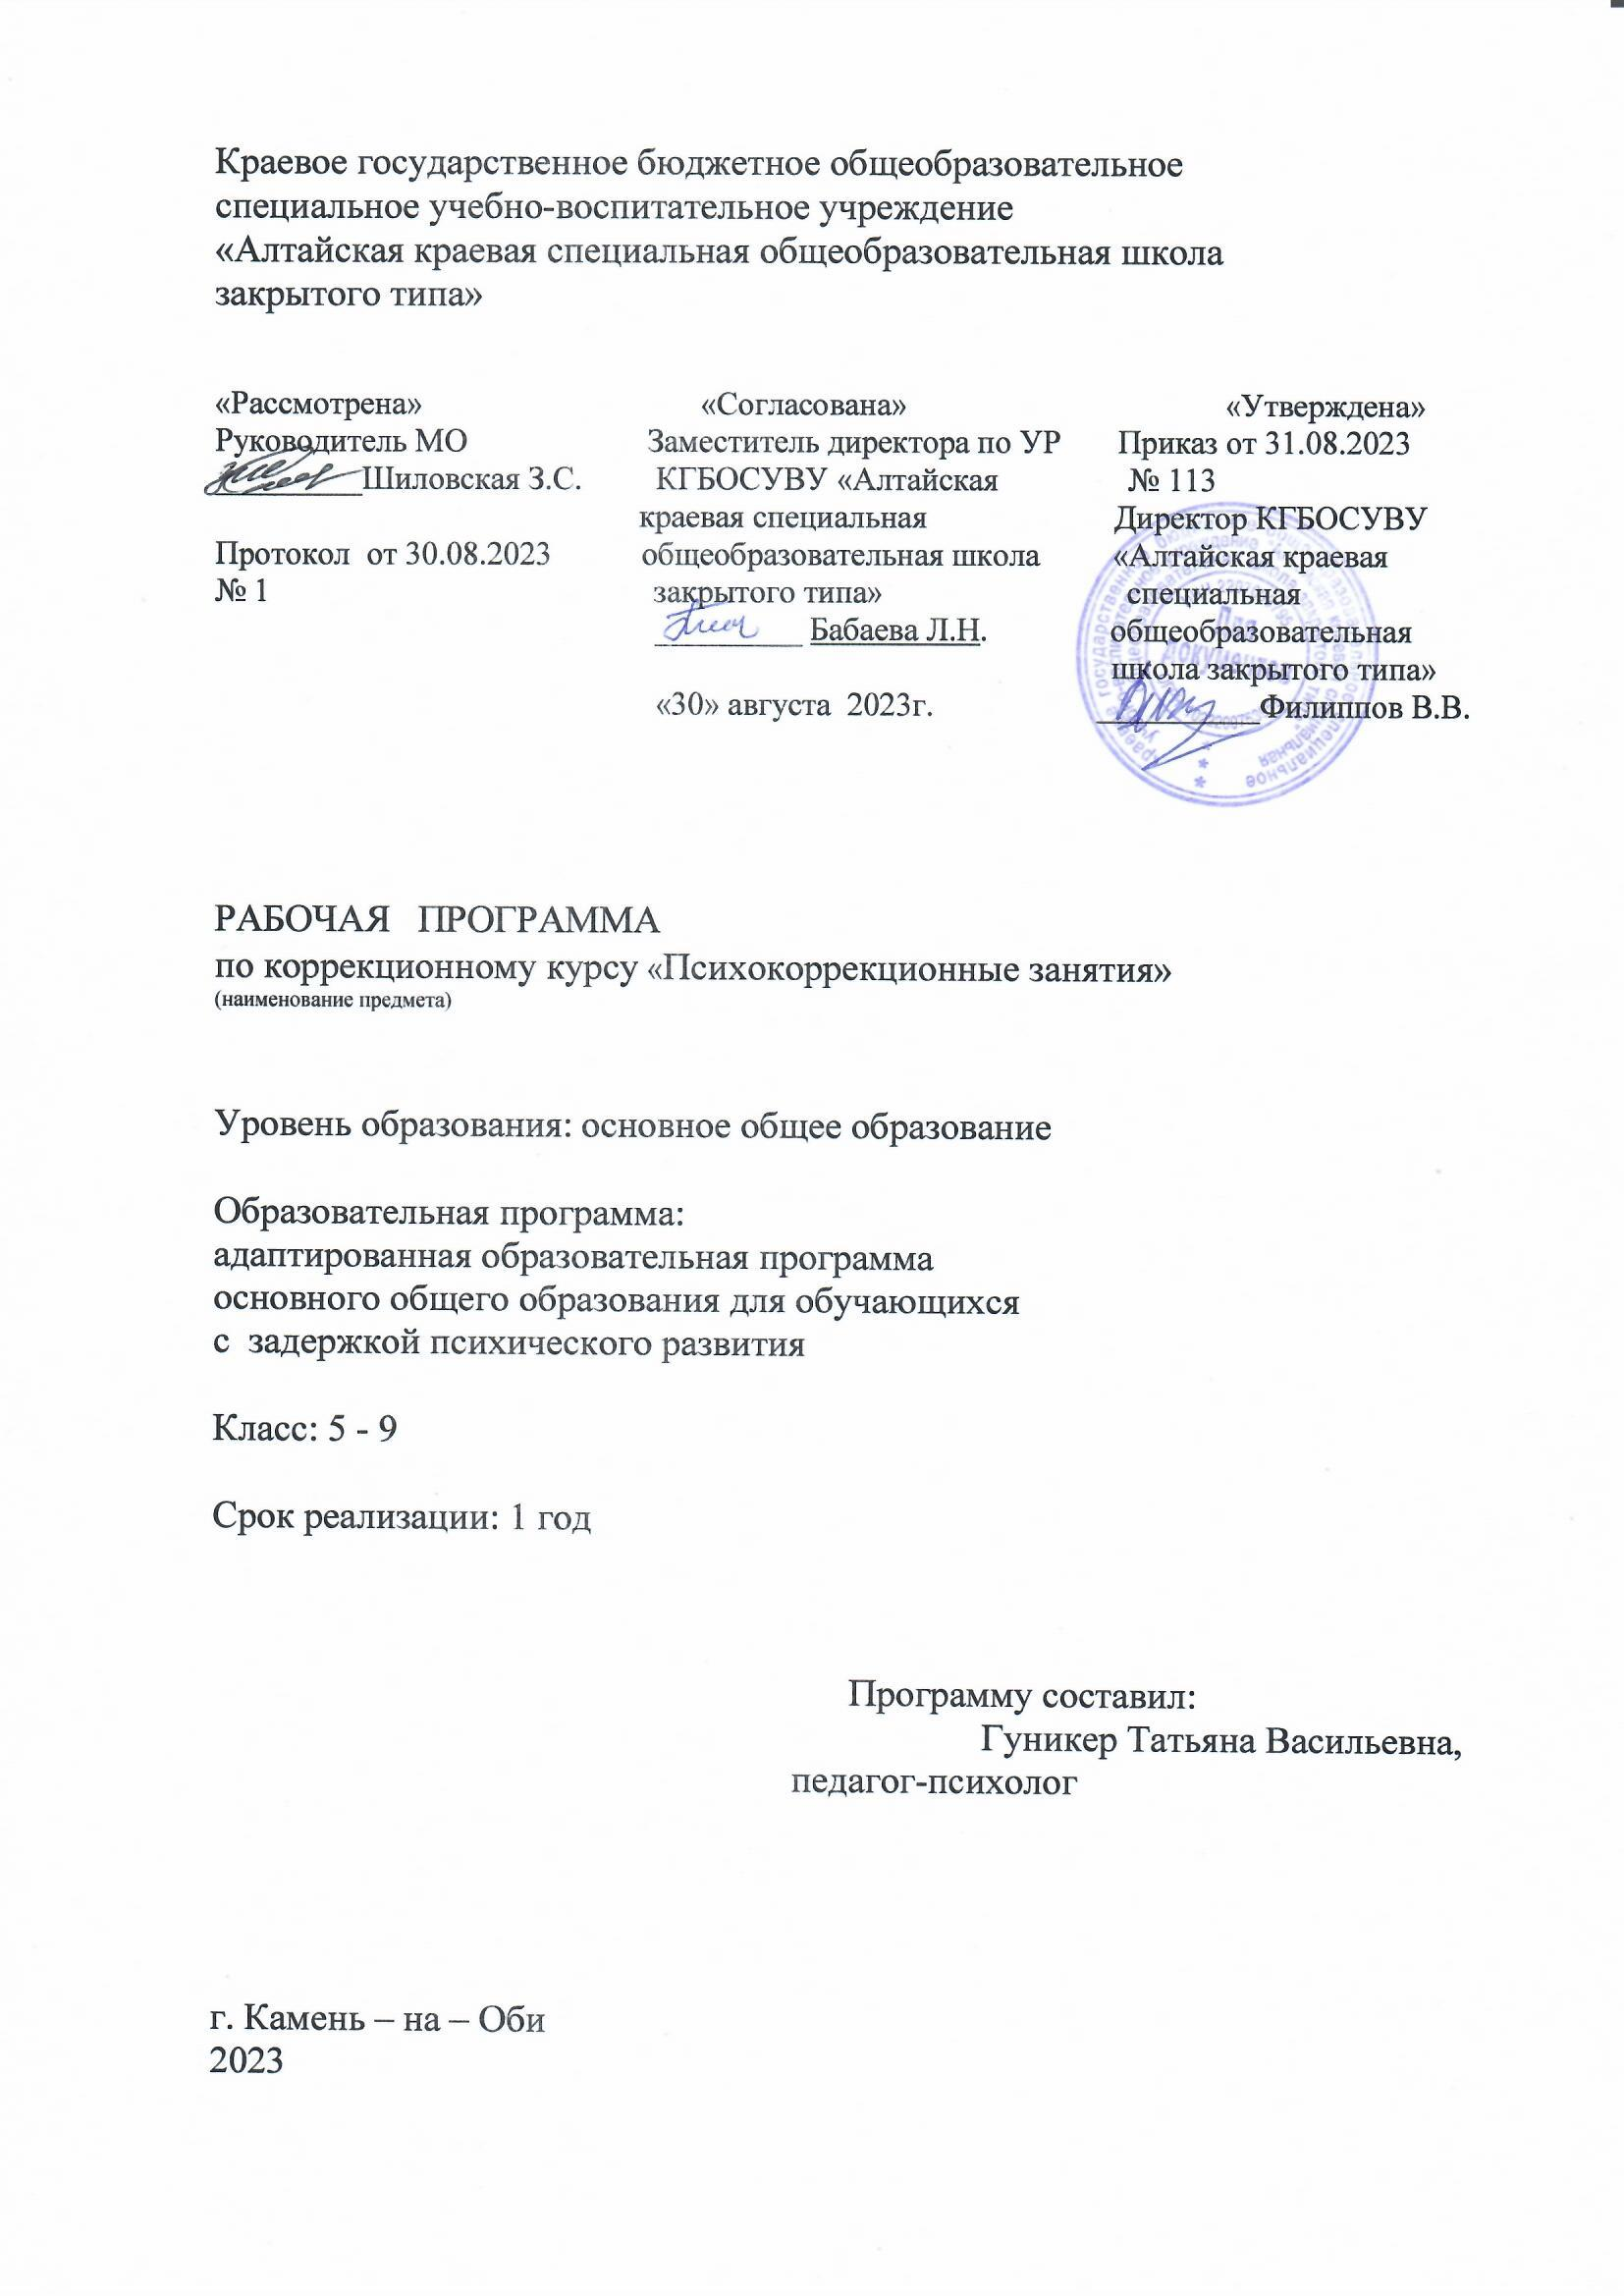 Краевое государственное бюджетное общеобразовательное
специальное учебно-воспитательное учреждение
«Алтайская краевая специальная общеобразовательная школа
закрытого типа»
«Рассмотрена»
Руководитель МО
Шиловская З.С.
Протокол от 30.08.2023
№ 1
«Согласована»
Заместитель директора по УР
КГБОСУВУ «Алтайская
краевая специальная
общеобразовательная школа
закрытого типа»
Бабаева Л.Н.
«30» августа 2023г.
«Утверждена»
Приказ от 31.08.2023
№ 113
Директор КГБОСУВУ
«Алтайская краевая
специальная
общеобразовательная
школа закрытого типа»
Филиппов В.В.
Для
документов
РАБОЧАЯ ПРОГРАММА
по коррекционному курсу «Психокоррекционные занятия»
(наименование предмета)
Уровень образования: основное общее образование
Образовательная программа:
адаптированная образовательная программа
основного общего образования для обучающихся
с задержкой психического развития
Класс: 5 - 9
Срок реализации: 1 год
Программу составил:
Гуникер Татьяна Васильевна,
педагог-психолог
г. Камень – на – Оби
2023